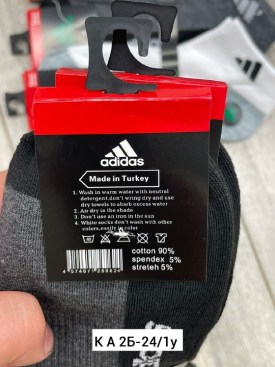 adidas
Made in Turkey
1. Wash in warm water with neutral
detergent,don't wring dry and use
dry towels to absorb excess water
2. Air dry in the shade
3. Don't use an iron in the sun
4. White socks don't wash with other
colors,easily color
cotton 90%
spendex 5%
streteh 5%
К А 2Б-24/1у